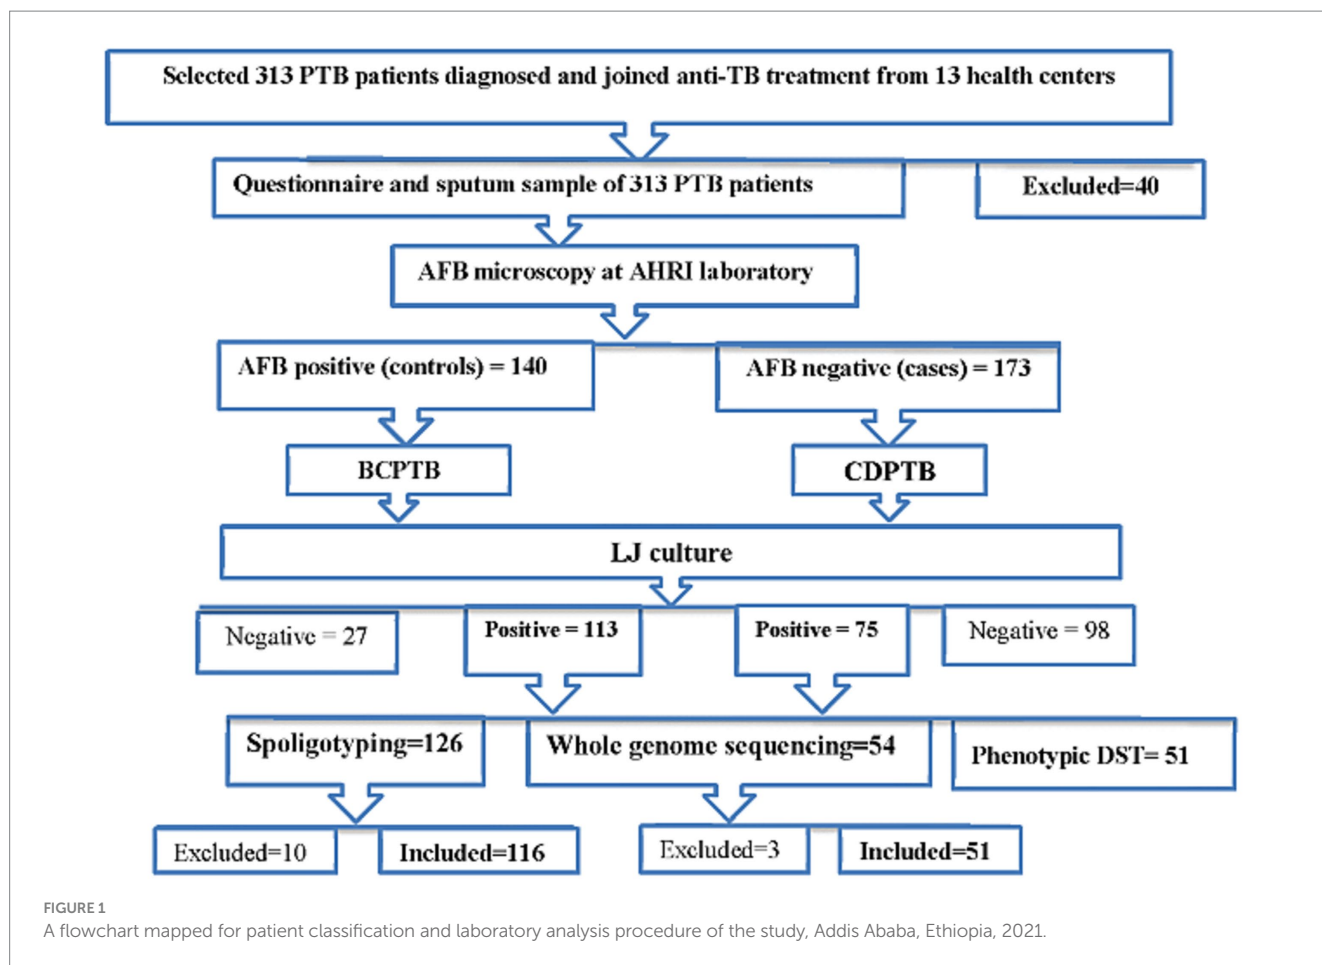 Selected 313 PTB patients diagnosed and joined anti-TB treatment from 13 health centers
Questionnaire and sputum sample of 313 PTB patients
Excluded=40
AFB microscopy at AHRI laboratory
AFB positive (controls) = 140
AFB negative (cases) = 173
BCPTB
CDPTB
LJ culture
Negative = 27
Positive = 113
Positive = 75
Negative = 98
Spoligotyping=126
Whole genome sequencing=54
Phenotypic DST= 51
Excluded=10
Included=116
Excluded=3
Included=51
FIGURE 1
A flowchart mapped for patient classification and laboratory analysis procedure of the study, Addis Ababa, Ethiopia, 2021.